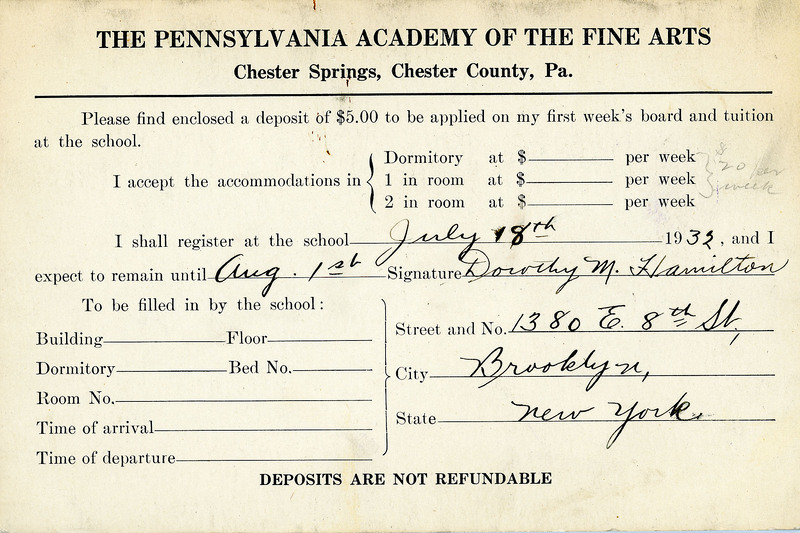 THE PENNSYLVANIA ACADEMY OF THE FINE ARTS
Chester Springs, Chester County, Pa.
Please find enclosed a deposit of $5.00 to be applied on my first week's board and tuition
at the school.
I accept the accommodations in
Dormitory at $ per week
1 in room at $ per week
2 in room at $ per week
$20 per week
I shall register at the school July 18th 1932, and I
expect to remain until Aug. 1st Signature Dorothy M. Hamilton
To be filled in by the school:
Building Floor
Dormitory Bed No.
Room No.
Time of arrival
Time of departure
Street and No. 1380 E. 8th St,
City Brooklyn,
State New York.
DEPOSITS ARE NOT REFUNDABLE